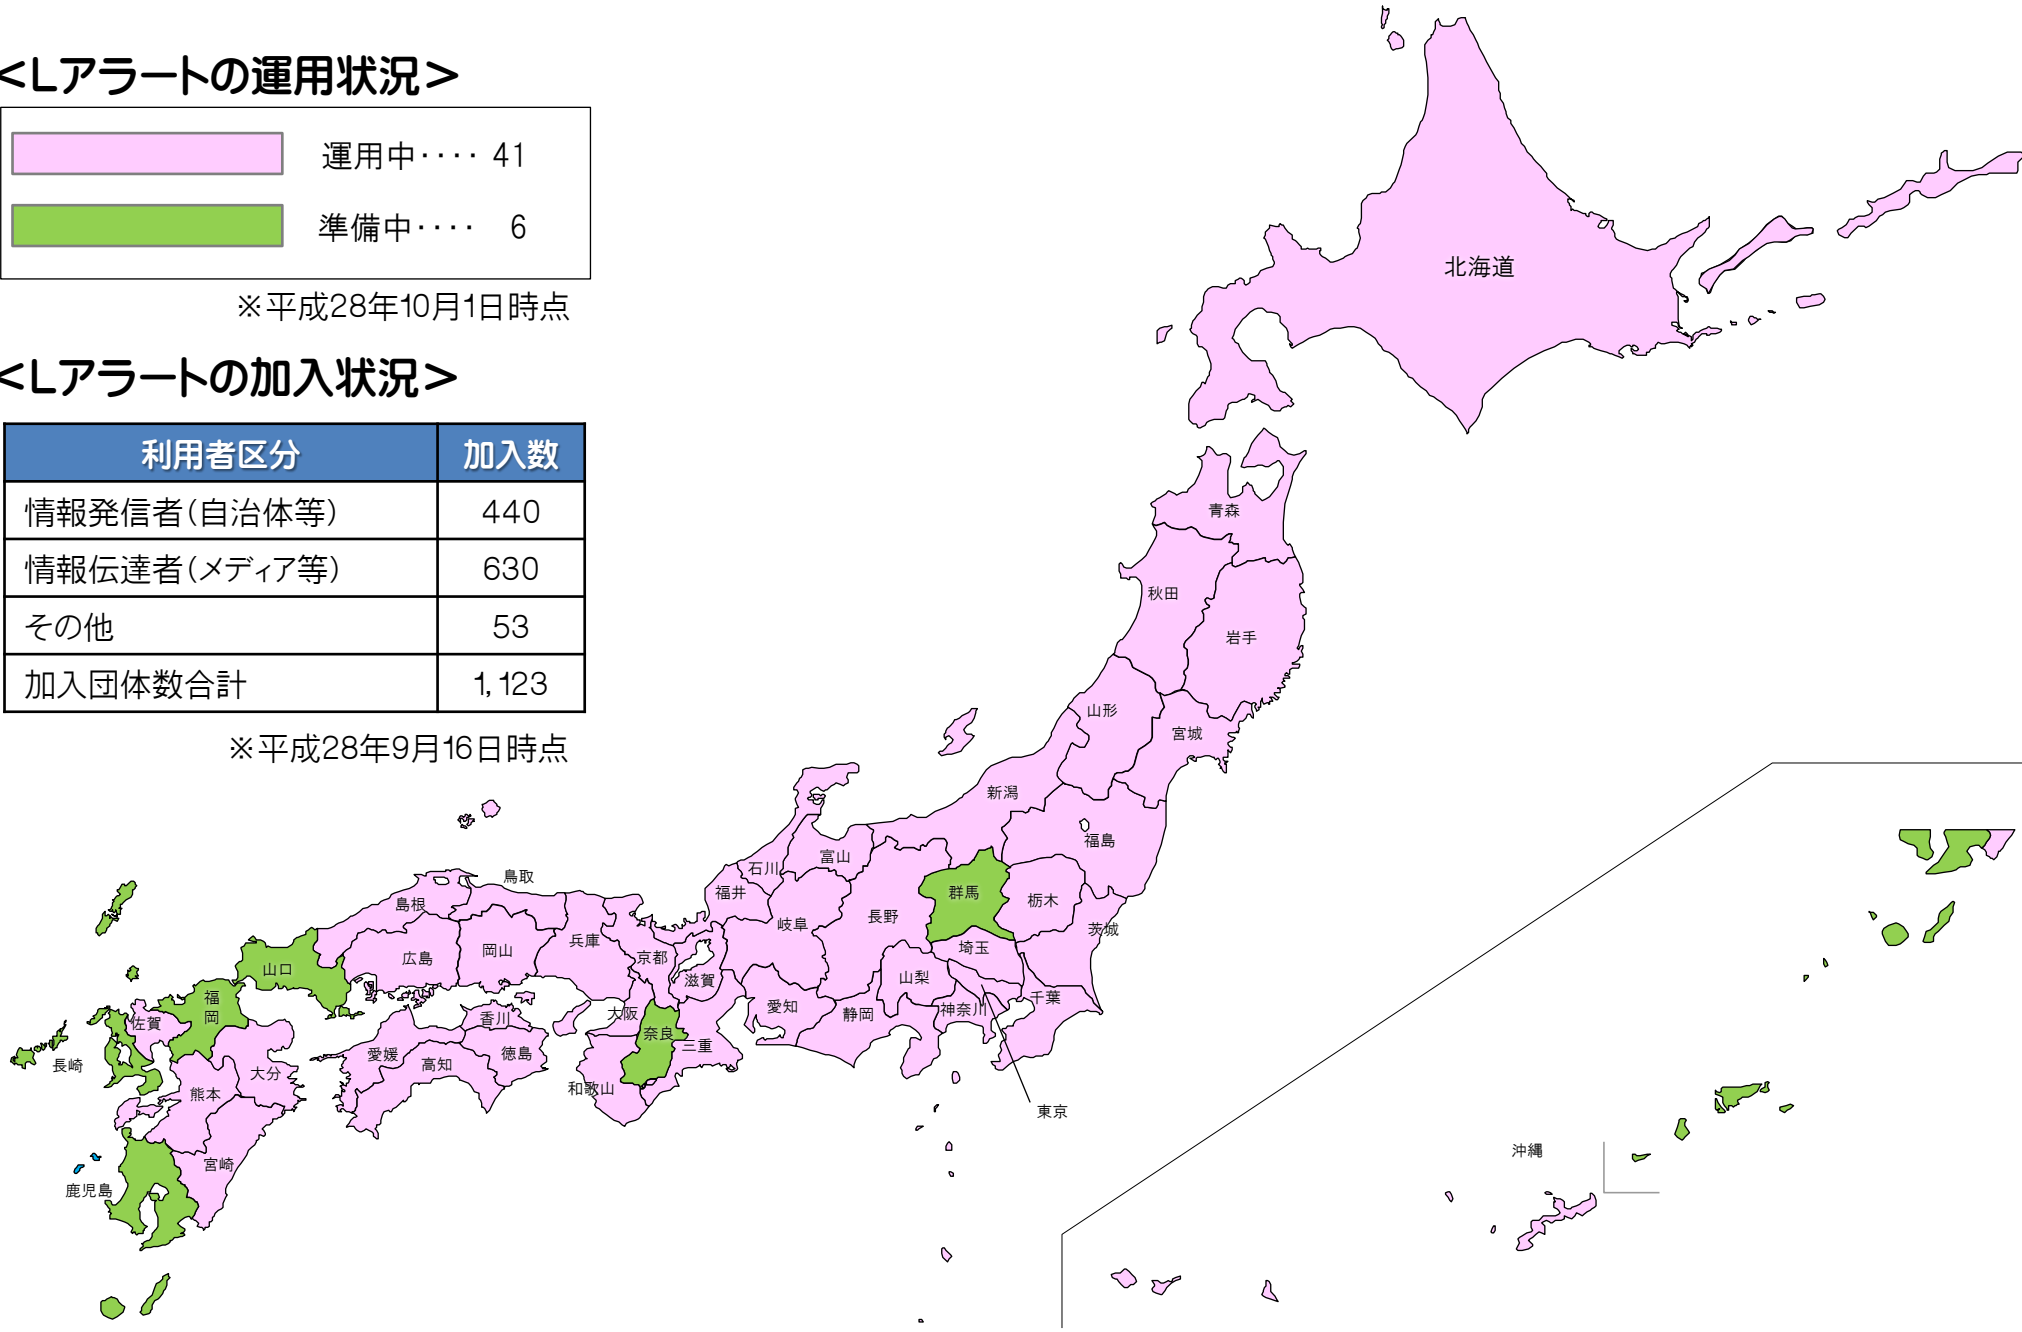 <Lアラートの運用状況>
運用中‥‥ 41
準備中‥‥ 6
※平成28年10月1日時点
<Lアラートの加入状況>
利用者区分 加入数
情報発信者(自治体等) 440
情報伝達者(メディア等) 630
その他 53
加入団体数合計 1,123
※平成28年9月16日時点
北海道
青森
秋田
岩手
山形
宮城
新潟
福島
富山
石川
福井
群馬
栃木
茨城
長野
岐阜
埼玉
山梨
千葉
神奈川
東京
静岡
愛知
鳥取
島根
兵庫
岡山
広島
京都
滋賀
山口
大阪
奈良
三重
和歌山
香川
徳島
愛媛
高知
福
岡
佐賀
長崎
大分
熊本
宮崎
鹿児島
沖縄